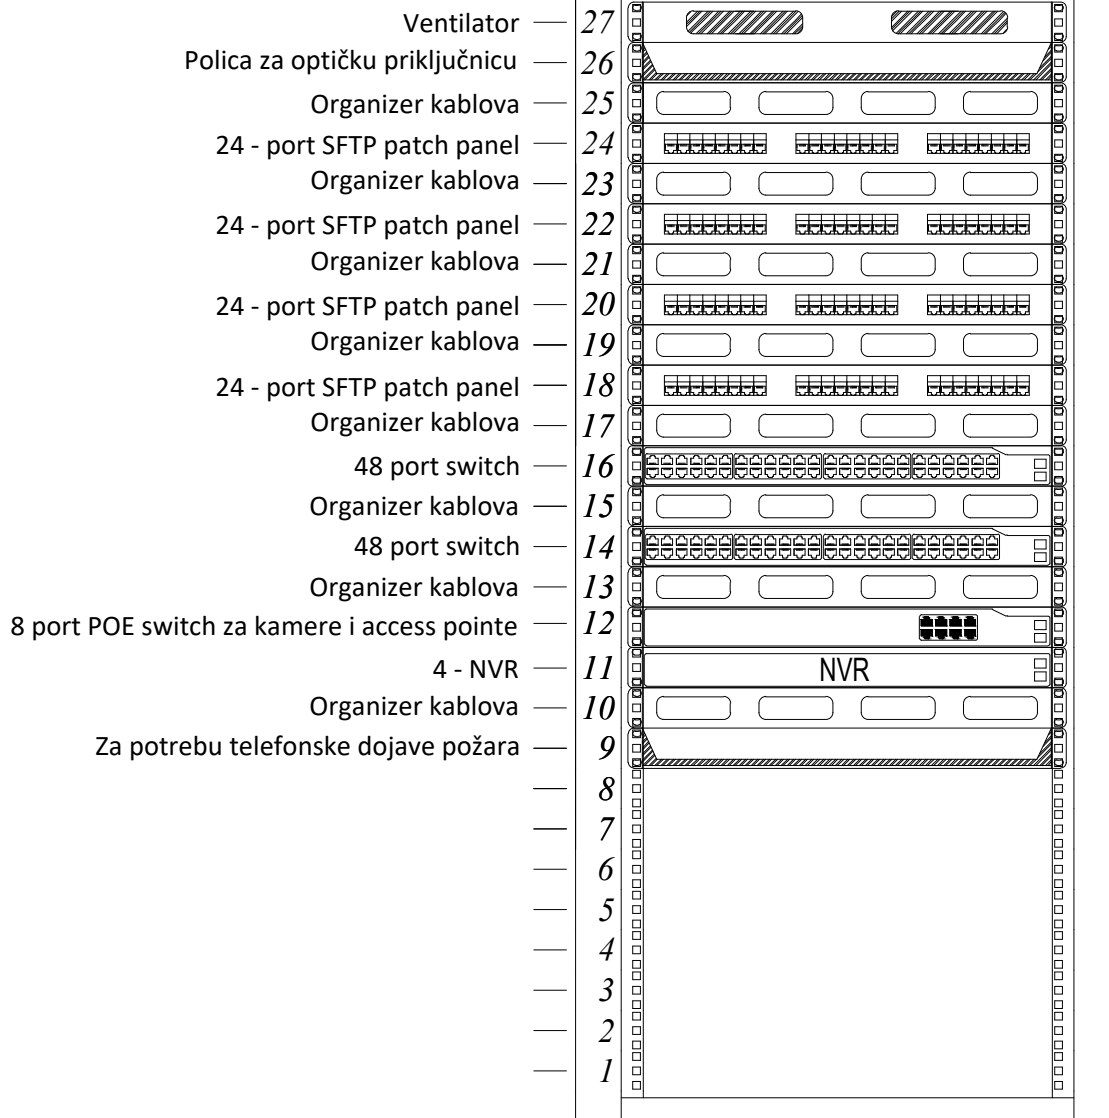 Ventilator — 27
Polica za optičku priključnicu — 26
Organizer kablova — 25
24 - port SFTP patch panel — 24
Organizer kablova — 23
24 - port SFTP patch panel — 22
Organizer kablova — 21
24 - port SFTP patch panel — 20
Organizer kablova — 19
24 - port SFTP patch panel — 18
Organizer kablova — 17
48 port switch — 16
Organizer kablova — 15
48 port switch — 14
Organizer kablova — 13
8 port POE switch za kamere i access pointe — 12
4 - NVR — 11 NVR
Organizer kablova — 10
Za potrebu telefonske dojave požara — 9
— 8
— 7
— 6
— 5
— 4
— 3
— 2
— 1